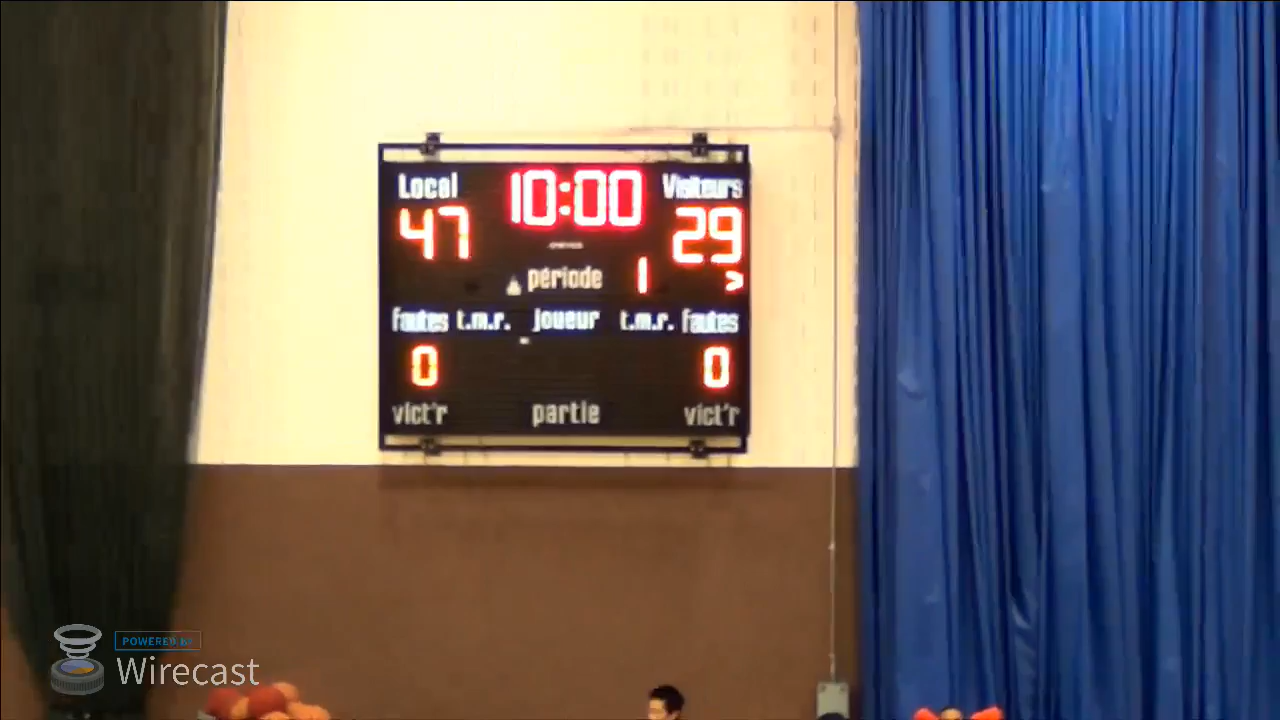 Local 10:00 Visiteurs
47 29
période 1 >
fautes t.m.r. joueur t.m.r. fautes
0 0
vict'r partie vict'r
POWERED BY
Wirecast